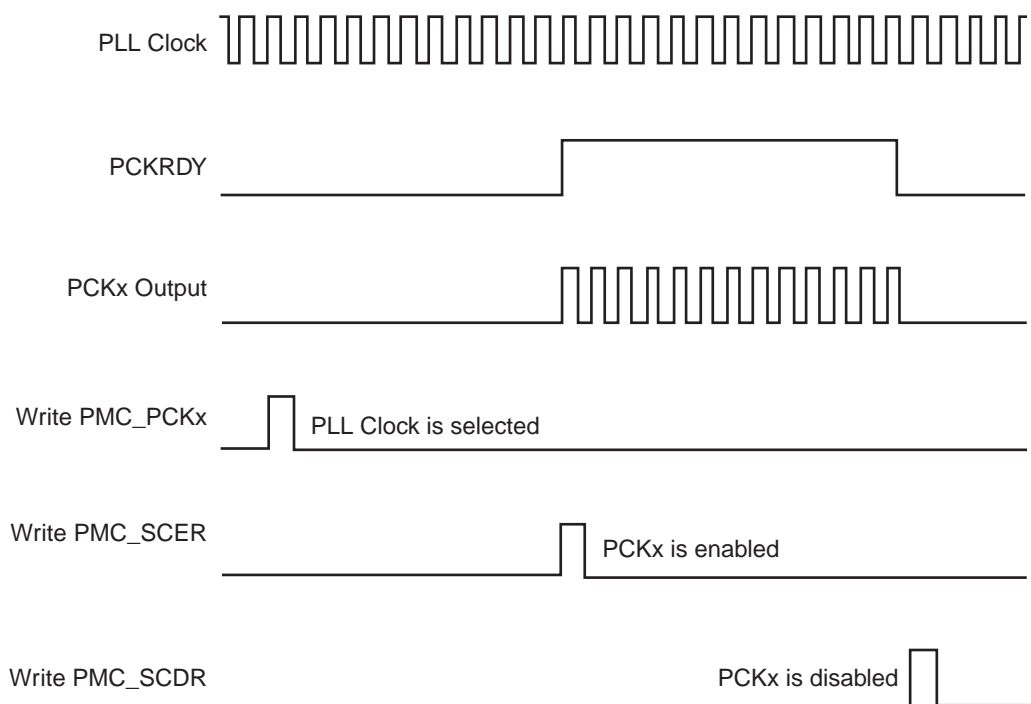 PLL Clock
PCKRDY
PCKx Output
Write PMC_PCKx
PLL Clock is selected
Write PMC_SCER
PCKx is enabled
Write PMC_SCDR
PCKx is disabled